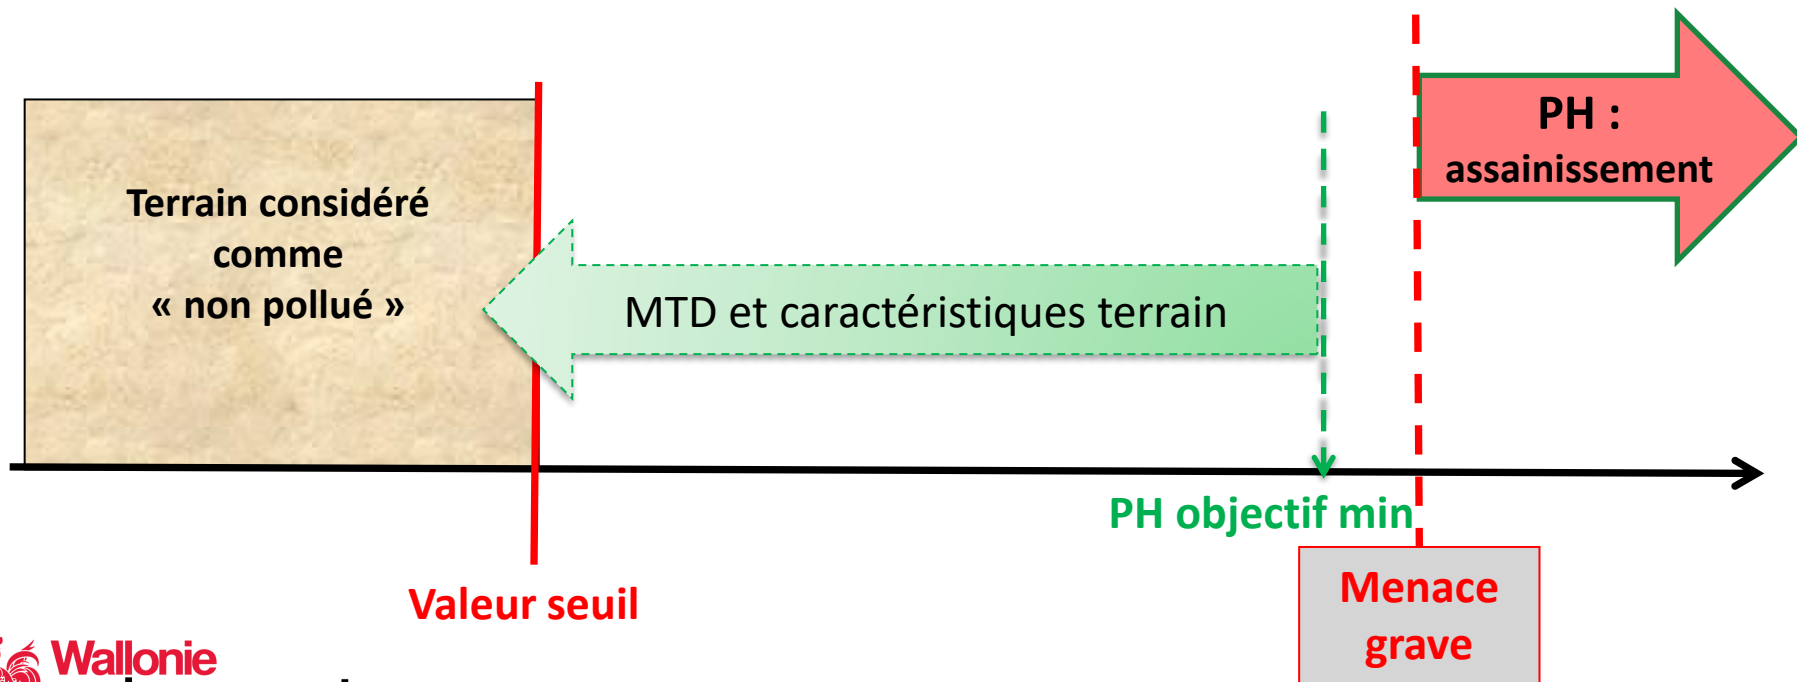 PH :
assainissement
Terrain considéré
comme
« non pollué »
MTD et caractéristiques terrain
PH objectif min
Valeur seuil
Menace
grave
Wallonie